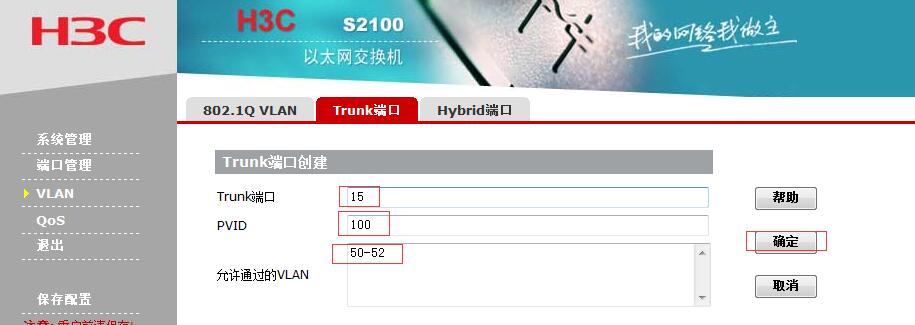 H3C
H3C S2100
以太网交换机
我的网络我做主
802.1Q VLAN Trunk端口 Hybrid端口
系统管理
端口管理
VLAN
QoS
退出
保存配置
Trunk端口创建
Trunk端口 15 帮助
PVID 100
确定
允许通过的VLAN 50-52
取消